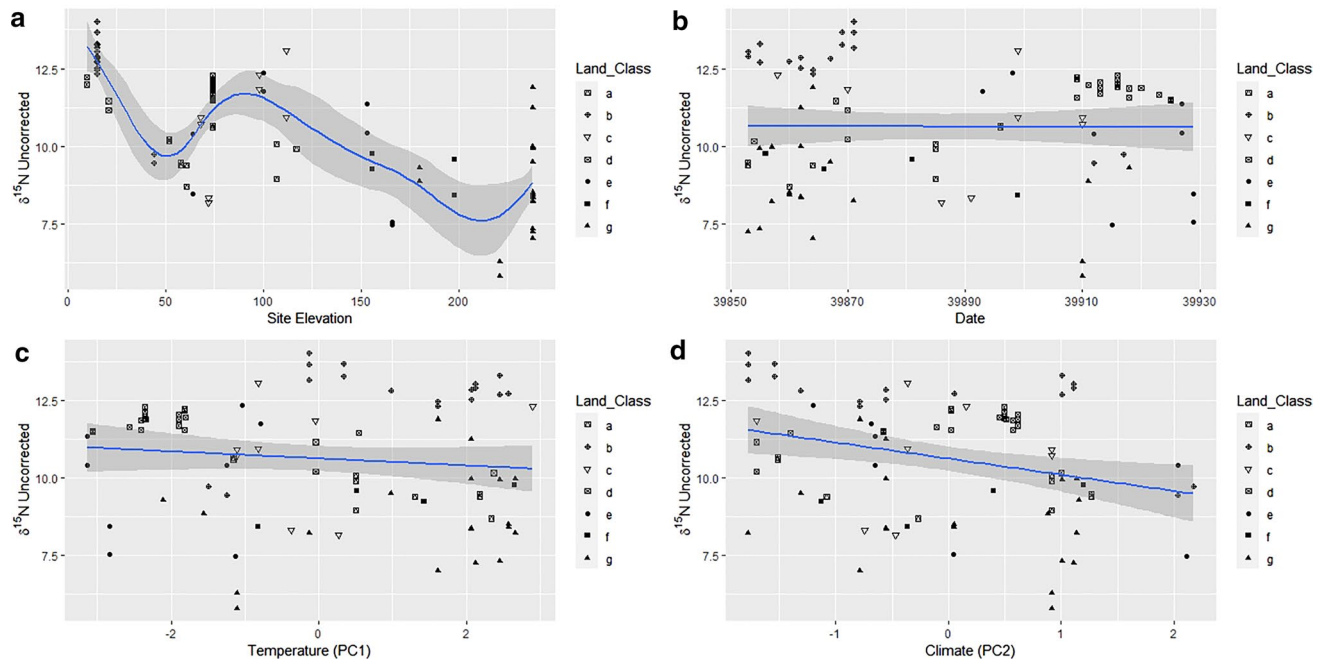 a
δ15N Uncorrected
12.5
10.0
7.5
0
50
100
150
200
Site Elevation
Land_Class
a
b
c
d
e
f
g
b
δ15N Uncorrected
12.5
10.0
7.5
39850
39870
39890
39910
39930
Date
Land_Class
a
b
c
d
e
f
g
c
δ15N Uncorrected
12.5
10.0
7.5
-2
0
2
Temperature (PC1)
Land_Class
a
b
c
d
e
f
g
d
δ15N Uncorrected
12.5
10.0
7.5
-1
0
1
2
Climate (PC2)
Land_Class
a
b
c
d
e
f
g